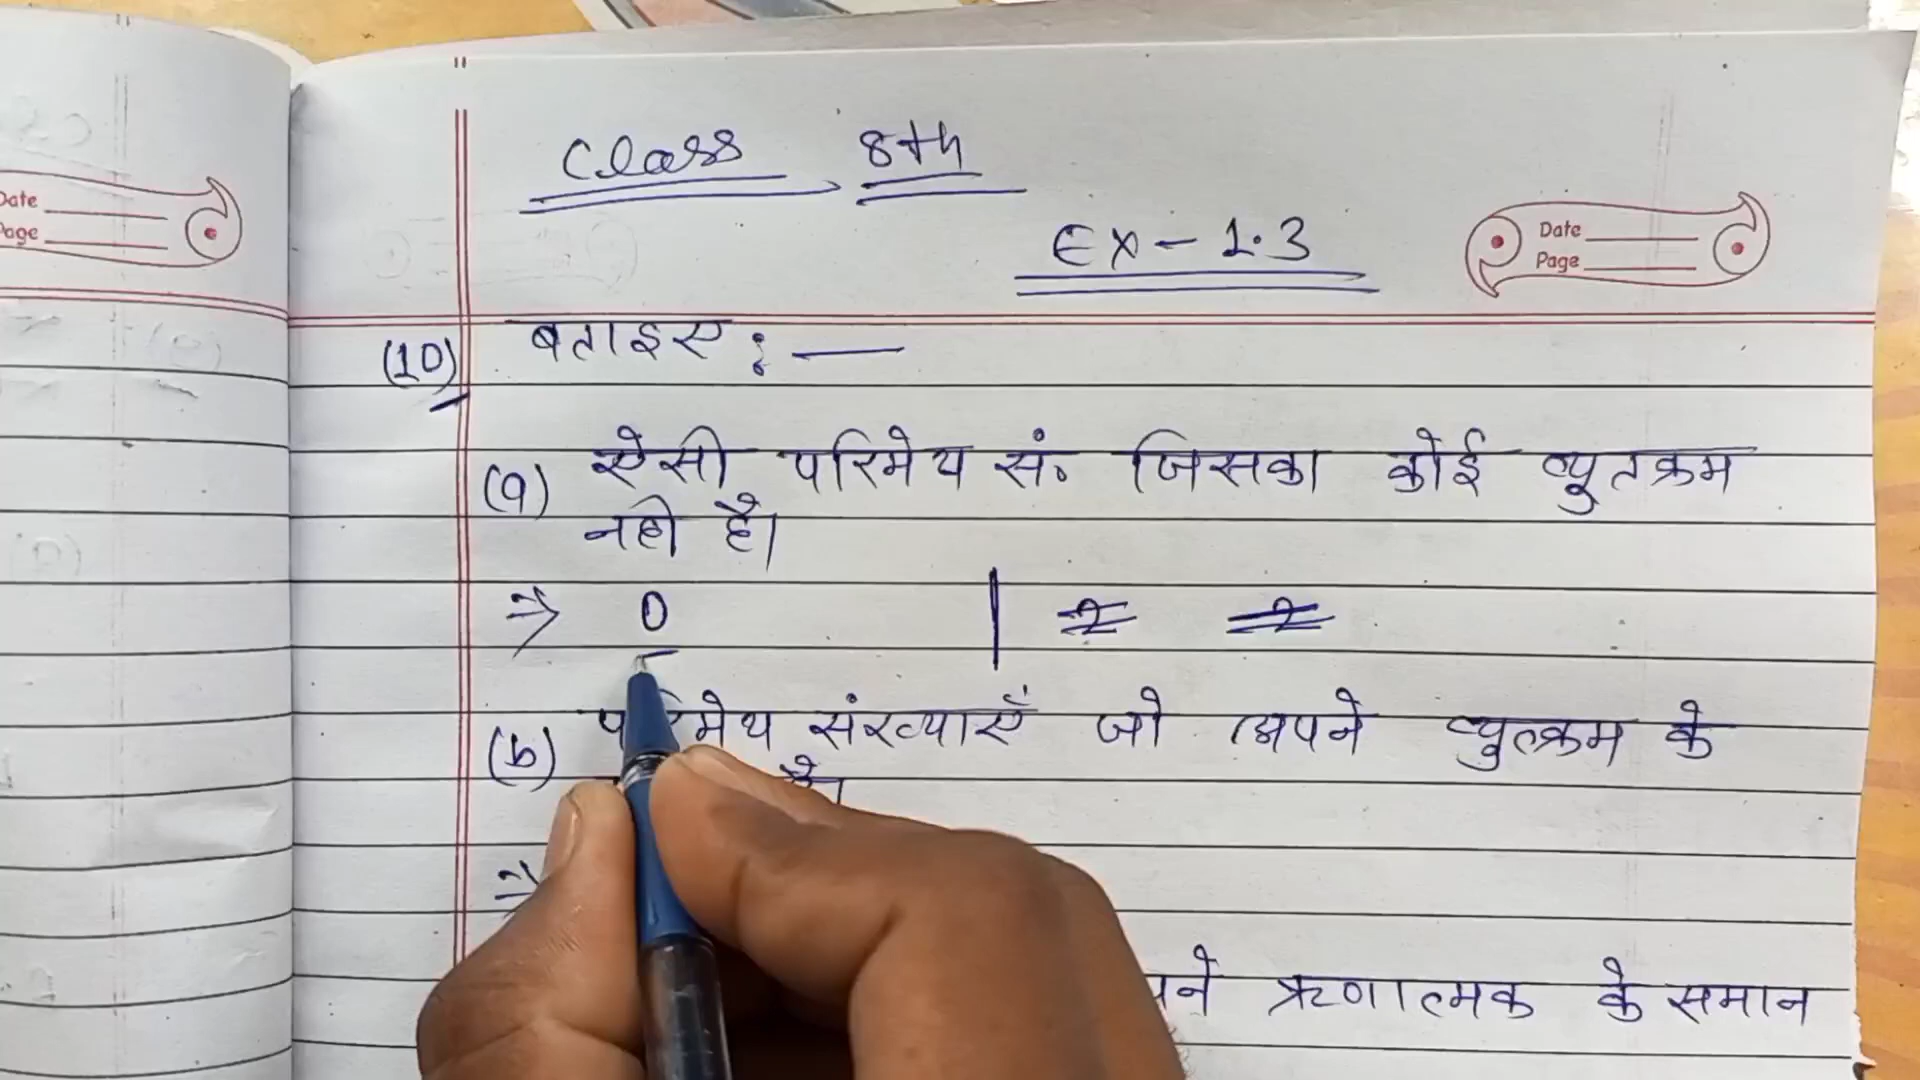 Date
Page
Class 8th
Ex - 1.3
Date
Page
(10) बताइए :—
(a) ऐसी परिमेय सं॰ जिसका कोई व्युतक्रम
नही है।
⇒ 0
(b) संख्याएँ जो अपने व्युत्क्रम के
है।
⇒
ऋणात्मक के समान